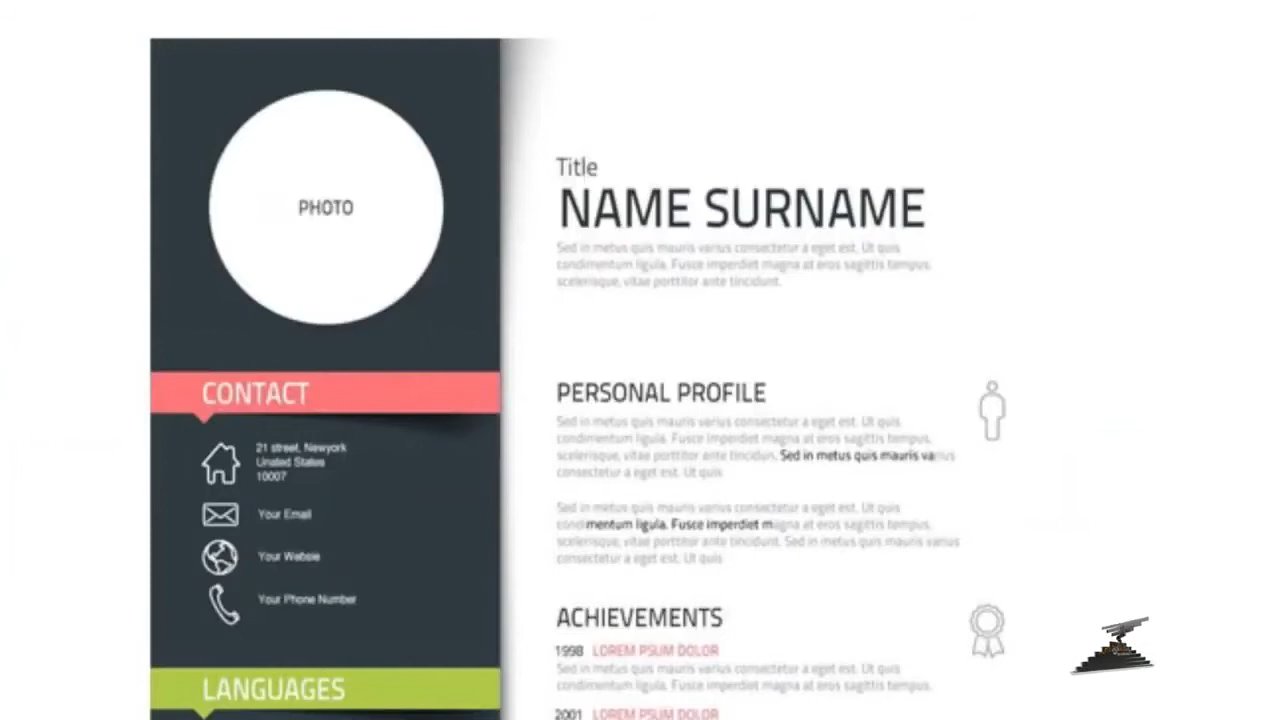 PHOTO
CONTACT
21 street, Newyork
Unated States
10007
Your Email
Your Websie
Your Phone Number
LANGUAGES
Title
NAME SURNAME
Sed in metus quis mauris varius consectetur a eget est. Ut quis
condimentum ligula. Fusce imperdiet magna at eros sagittis tempus,
scelerisque, vitae porttitor ante tincidunt.
PERSONAL PROFILE
Sed in metus quis mauris varius consectetur a eget est. Ut quis
condimentum ligula. Fusce imperdiet magna at eros sagittis tempus,
scelerisque, vitae porttitor ante tincidunt. Sed in metus quis mauris varius
consectetur a eget est. Ut quis
Sed in metus quis mauris varius consectetur a eget est. Ut quis
condimentum ligula. Fusce imperdiet magna at eros sagittis tempus,
scelerisque, vitae porttitor ante tincidunt. Sed in metus quis mauris varius
consectetur a eget est. Ut quis
ACHIEVEMENTS
1998 LOREM PSUM DOLOR
Sed in metus quis mauris varius consectetur a eget est. Ut quis
condimentum ligula. Fusce imperdiet magna at eros sagittis tempus,
2001 LOREM PSUM DOLOR